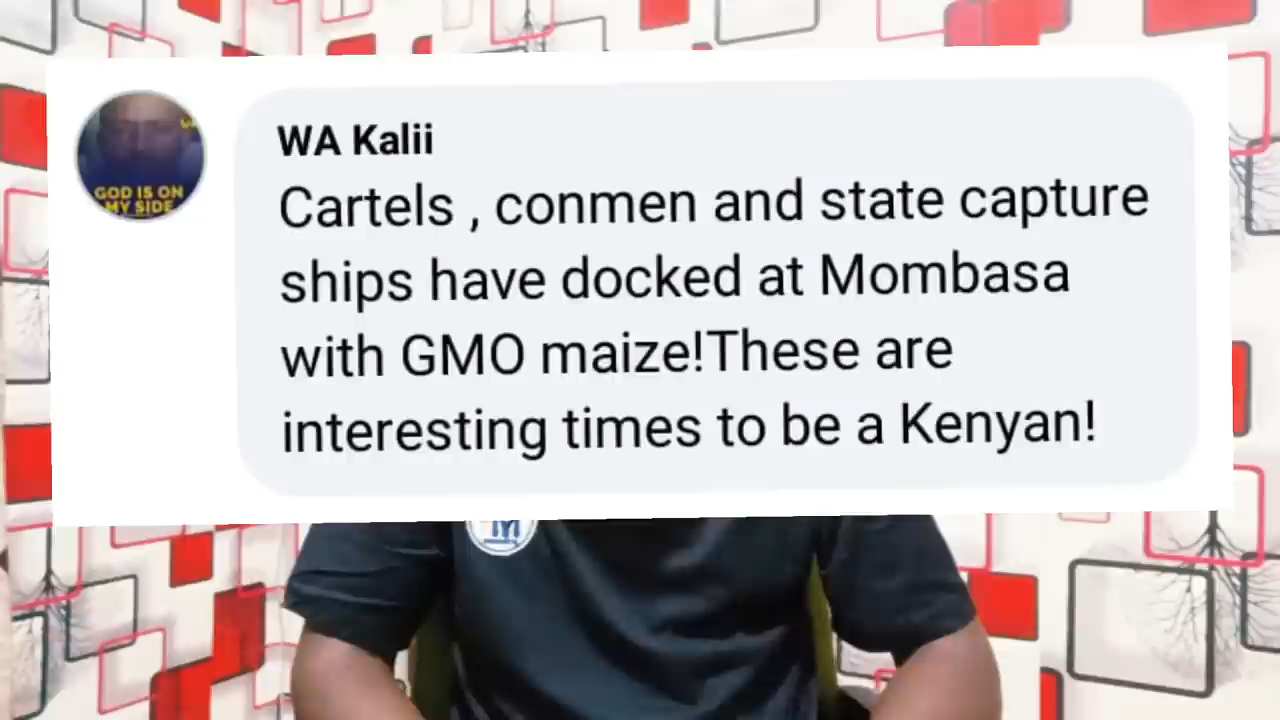 WA Kalii
Cartels , conmen and state capture
ships have docked at Mombasa
with GMO maize!These are
interesting times to be a Kenyan!
GOD IS ON
MY SIDE